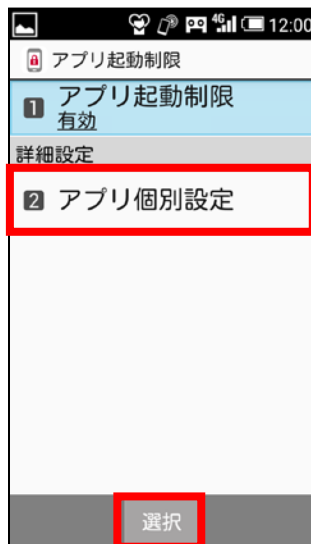 4G 12:00
アプリ起動制限
1 アプリ起動制限
有効
詳細設定
2 アプリ個別設定
選択